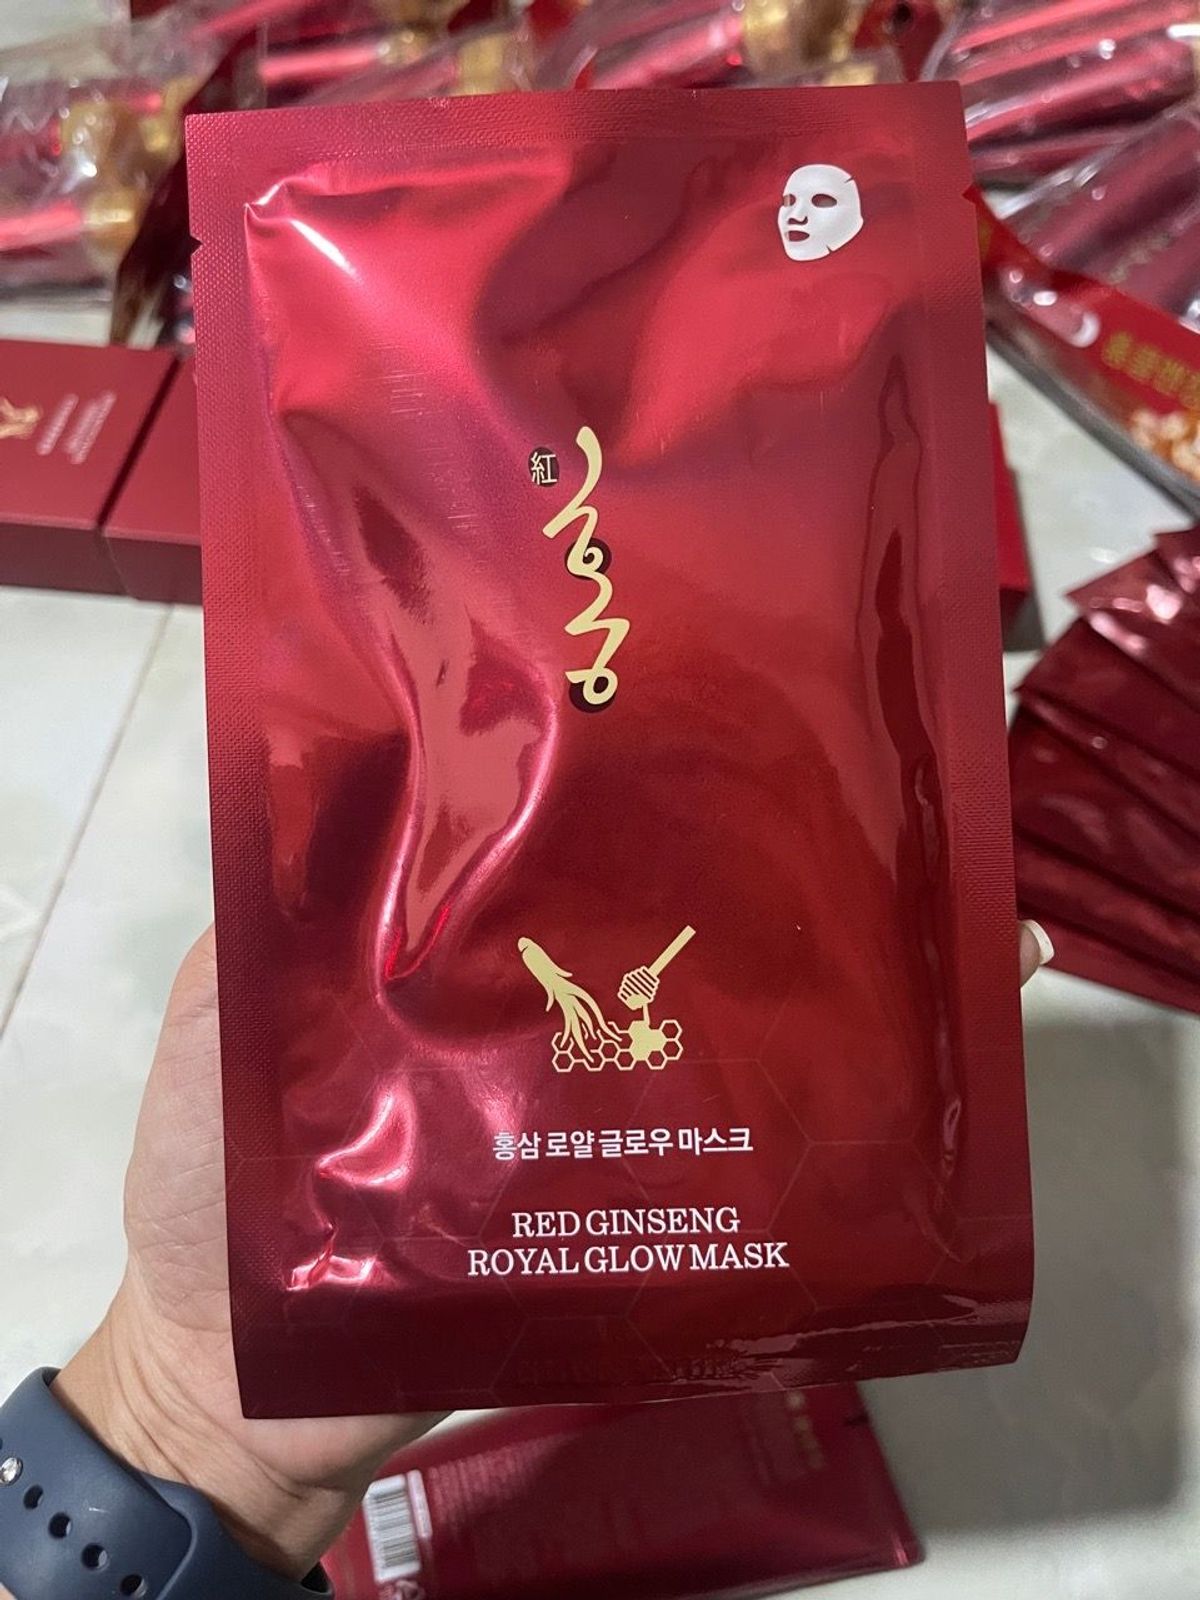 紅
홍
홍삼 로얄 글로우 마스크
RED GINSENG
ROYAL GLOW MASK